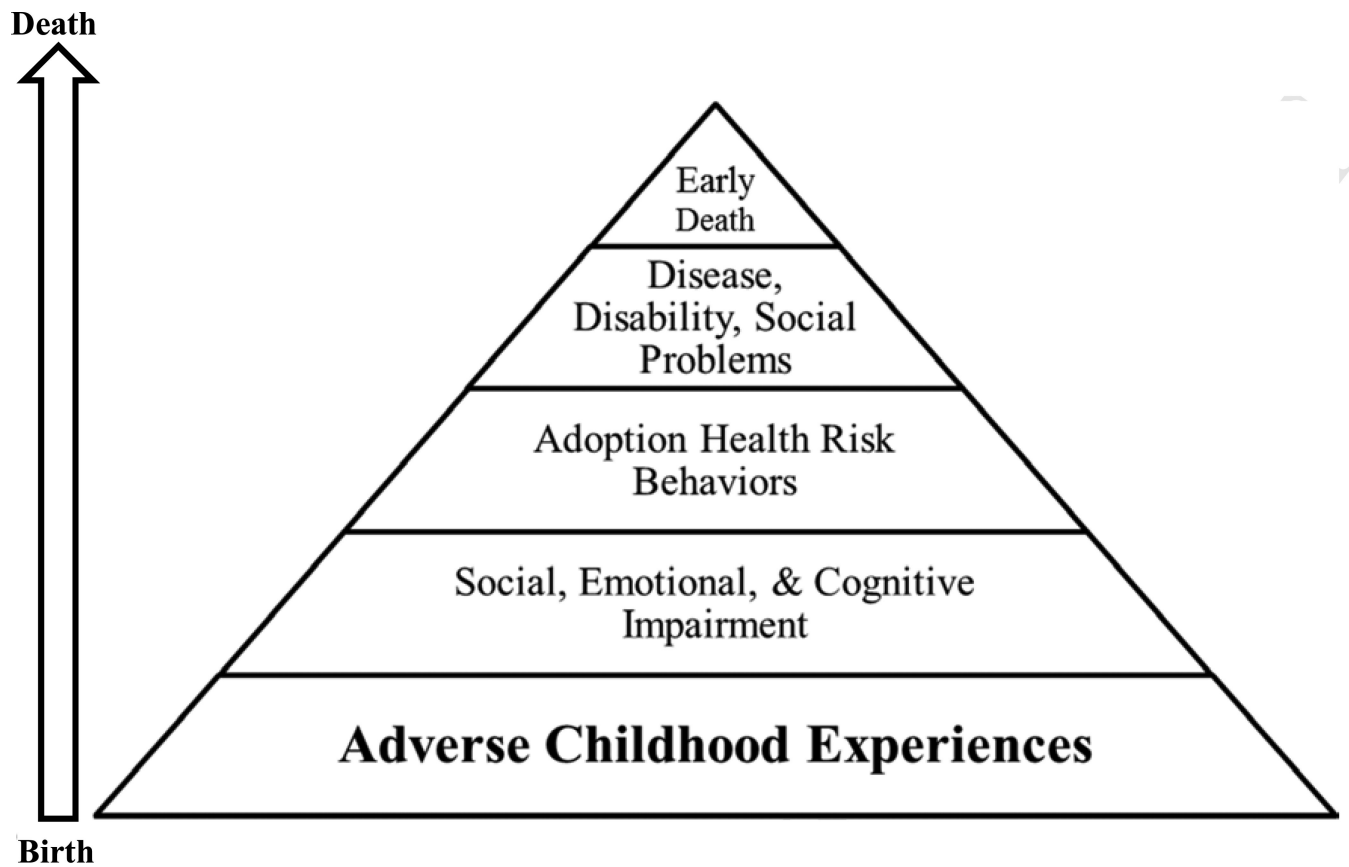 Death
Early
Death
Disease,
Disability, Social
Problems
Adoption Health Risk
Behaviors
Social, Emotional, & Cognitive
Impairment
Adverse Childhood Experiences
Birth